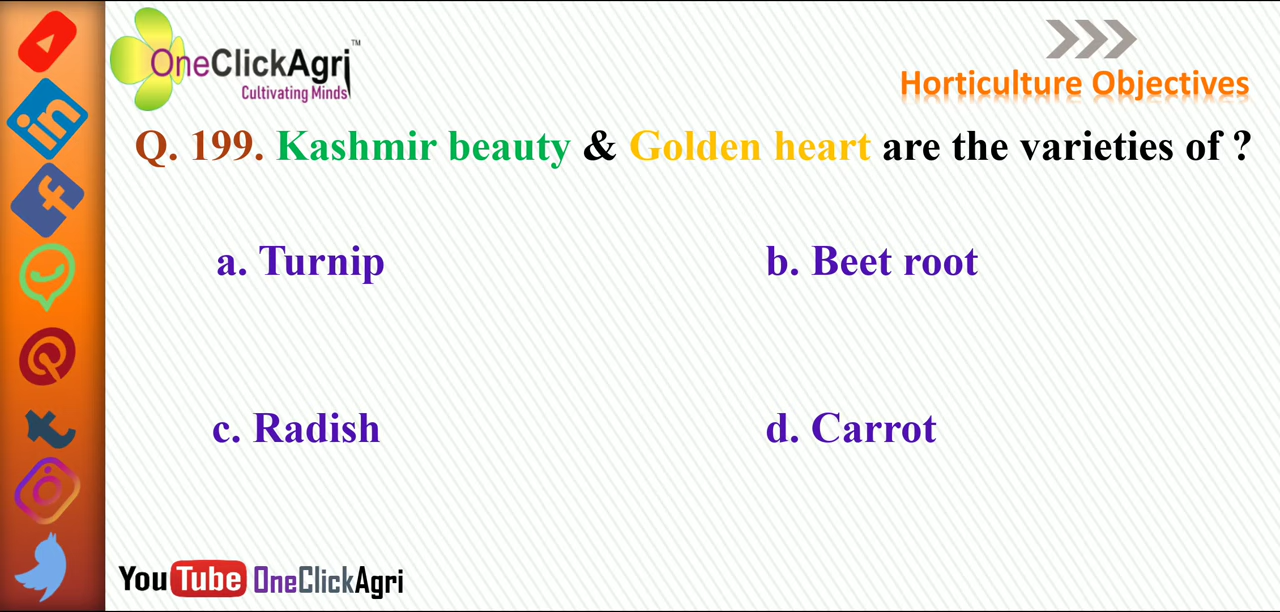 OneClickAgri™
Cultivating Minds
Horticulture Objectives
Q. 199. Kashmir beauty & Golden heart are the varieties of ?
a. Turnip
b. Beet root
c. Radish
d. Carrot
YouTube OneClickAgri